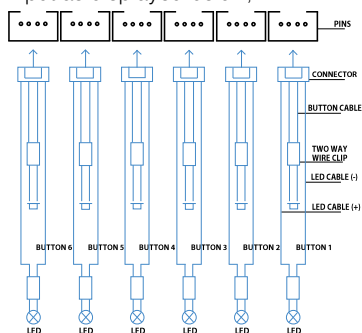 PINS
CONNECTOR
BUTTON CABLE
TWO WAY
WIRE CLIP
LED CABLE (-)
LED CABLE (+)
BUTTON 6
BUTTON 5
BUTTON 4
BUTTON 3
BUTTON 2
BUTTON 1
LED
LED
LED
LED
LED
LED